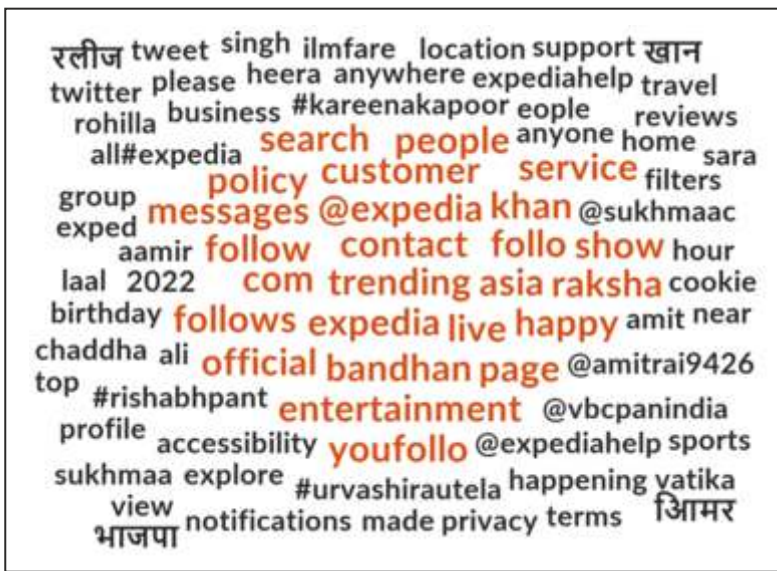 रलीज tweet singh ilmfare location support खान
twitter please heera anywhere expediahelp travel
rohilla business #kareenakapoor eople reviews
all#expedia search people anyone home sara
policy customer service filters
group messages @expedia khan @sukhmaac
exped aamir follow contact follo show hour
laal 2022 com trending asia raksha cookie
birthday follows expedia live happy amit near
chaddha ali official bandhan page @amitrai9426
top #rishabhpant entertainment @vbcpanindia
profile accessibility youfollo @expediahelp sports
sukhmaa explore #urvashirautela happening vatika
view notifications made privacy terms आिमर
भाजपा